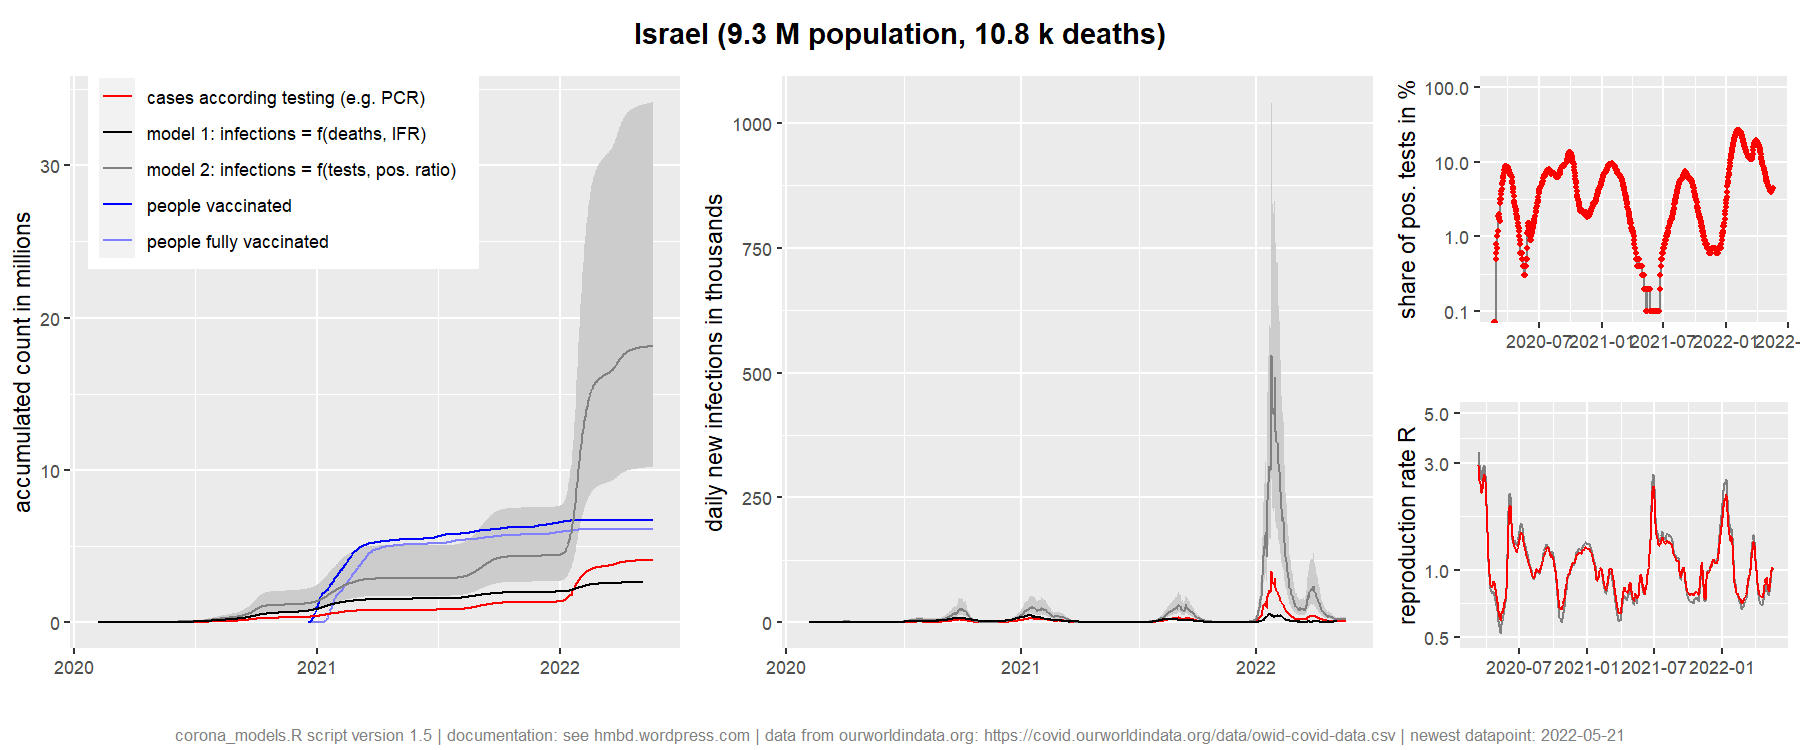 Israel (9.3 M population, 10.8 k deaths)
accumulated count in millions
30
20
10
0
2020
2021
2022
cases according testing (e.g. PCR)
model 1: infections = f(deaths, IFR)
model 2: infections = f(tests, pos. ratio)
people vaccinated
people fully vaccinated
daily new infections in thousands
1000
750
500
250
0
2020
2021
2022
share of pos. tests in %
100.0
10.0
1.0
0.1
2020-07
2021-01
2021-07
2022-01
2022-
reproduction rate R
5.0
3.0
1.0
0.5
2020-07
2021-01
2021-07
2022-01
corona_models.R script version 1.5 | documentation: see hmbd.wordpress.com | data from ourworldindata.org: https://covid.ourworldindata.org/data/owid-covid-data.csv | newest datapoint: 2022-05-21